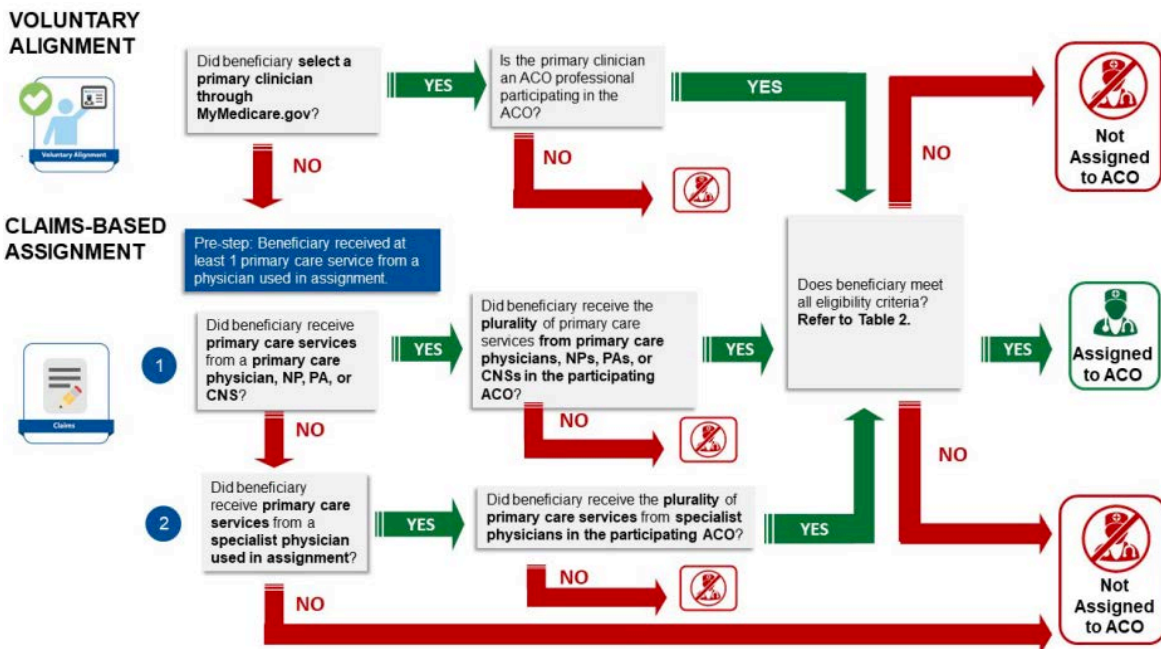 VOLUNTARY
ALIGNMENT
Voluntary Alignment
Did beneficiary select a
primary clinician
through
MyMedicare.gov?
YES
Is the primary clinician
an ACO professional
participating in the
ACO?
YES
NO
NO
NO
Not
Assigned
to ACO
CLAIMS-BASED
ASSIGNMENT
Pre-step: Beneficiary received at
least 1 primary care service from a
physician used in assignment.
Claims
1
Did beneficiary receive
primary care services
from a primary care
physician, NP, PA, or
CNS?
YES
Did beneficiary receive the
plurality of primary care
services from primary care
physicians, NPs, PAs, or
CNSs in the participating
ACO?
YES
Does beneficiary meet
all eligibility criteria?
Refer to Table 2.
YES
Assigned
to ACO
NO
NO
NO
2
Did beneficiary
receive primary care
services from a
specialist physician
used in assignment?
YES
Did beneficiary receive the plurality of
primary care services from specialist
physicians in the participating ACO?
YES
NO
NO
Not
Assigned
to ACO